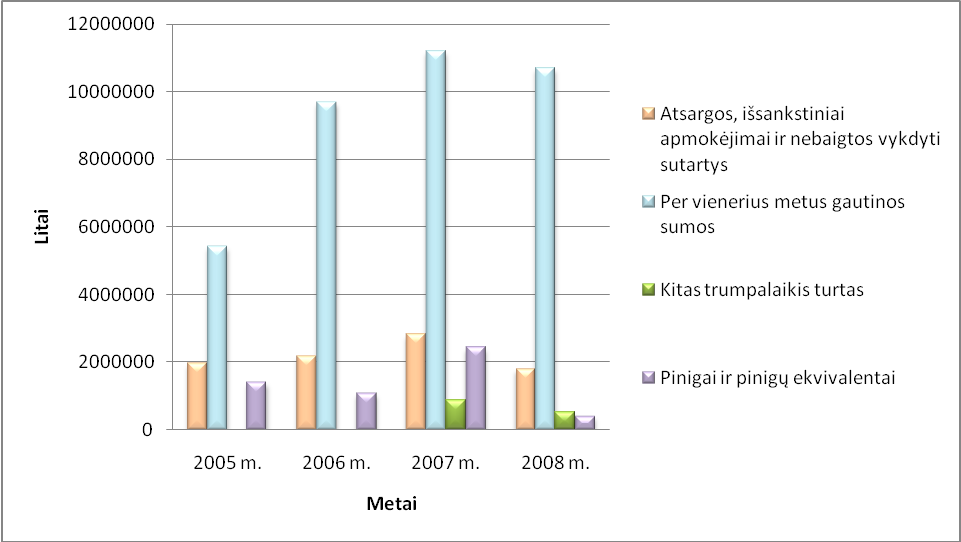 12000000
10000000
8000000
6000000
4000000
2000000
0
Litai
2005 m.
2006 m.
2007 m.
2008 m.
Metai
Atsargos, išsankstiniai
apmokėjimai ir nebaigtos vykdyti
sutartys
Per vienerius metus gautinos
sumos
Kitas trumpalaikis turtas
Pinigai ir pinigų ekvivalentai